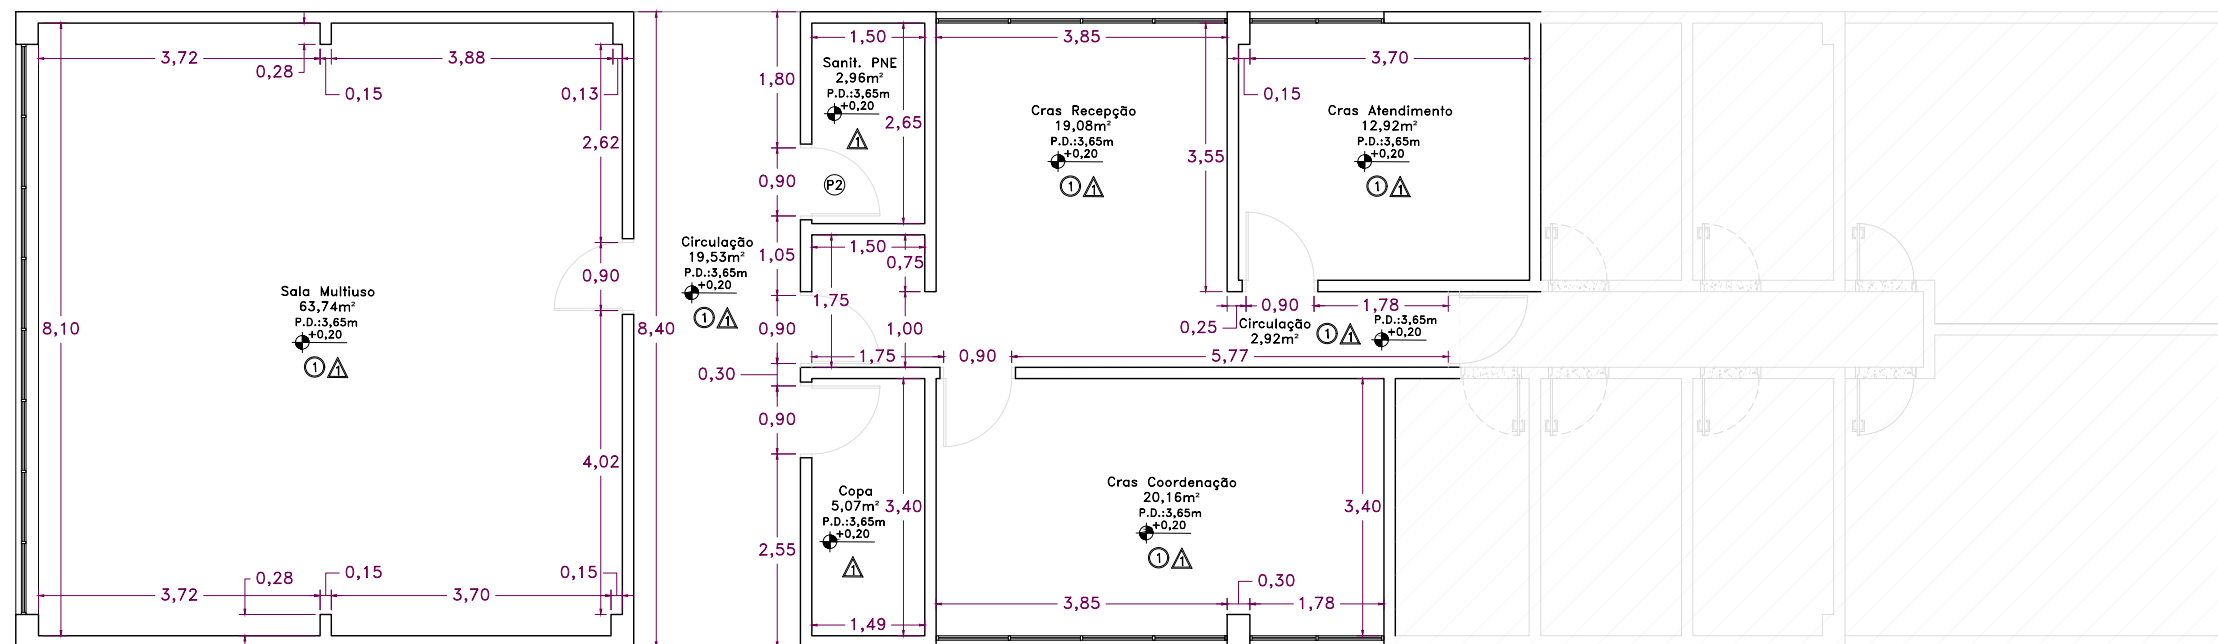 3,72
3,88
0,28
0,15
0,13
2,62
0,90
8,10
Sala Multiuso
63,74m²
P.D.:3,65m
+0,20
1
1
4,02
0,28
0,15
0,15
3,72
3,70
8,40
Circulação
19,53m²
P.D.:3,65m
+0,20
1
1
1,80
0,90
1,05
0,90
0,30
0,90
2,55
1,50
Sanit. PNE
2,96m²
P.D.:3,65m
+0,20
2,65
1
P2
1,50
0,75
1,75
1,00
1,75
0,90
5,77
Copa
5,07m²
P.D.:3,65m
+0,20
3,40
1
1,49
3,85
Cras Recepção
19,08m²
P.D.:3,65m
+0,20
1
1
3,55
3,70
0,15
Cras Atendimento
12,92m²
P.D.:3,65m
+0,20
1
1
0,90
1,78
0,25
Circulação
2,92m²
1
1
P.D.:3,65m
+0,20
Cras Coordenação
20,16m²
P.D.:3,65m
+0,20
1
1
3,40
0,30
3,85
1,78